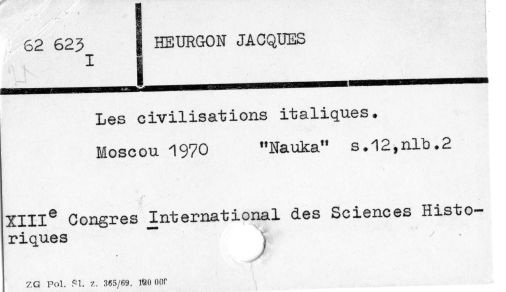 62 623
I
HEURGON JACQUES
Les civilisations italiques.
Moscou 1970 "Nauka" s.12,nlb.2
XIIIe Congres International des Sciences Histo-
riques
ZG Pol. Śl. z. 365/69. 120 000